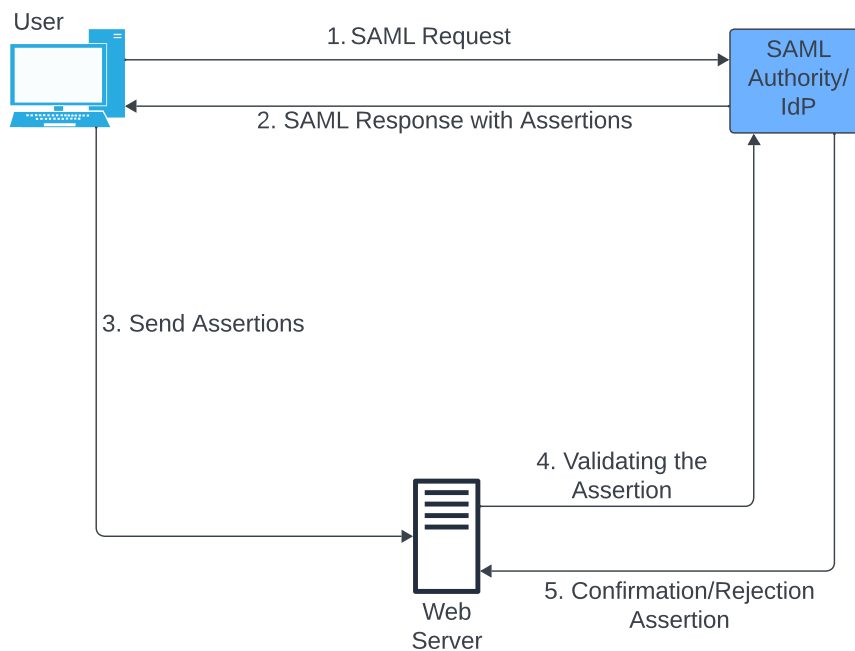 User
1. SAML Request
SAML
Authority/
IdP
2. SAML Response with Assertions
3. Send Assertions
4. Validating the
Assertion
5. Confirmation/Rejection
Assertion
Web
Server